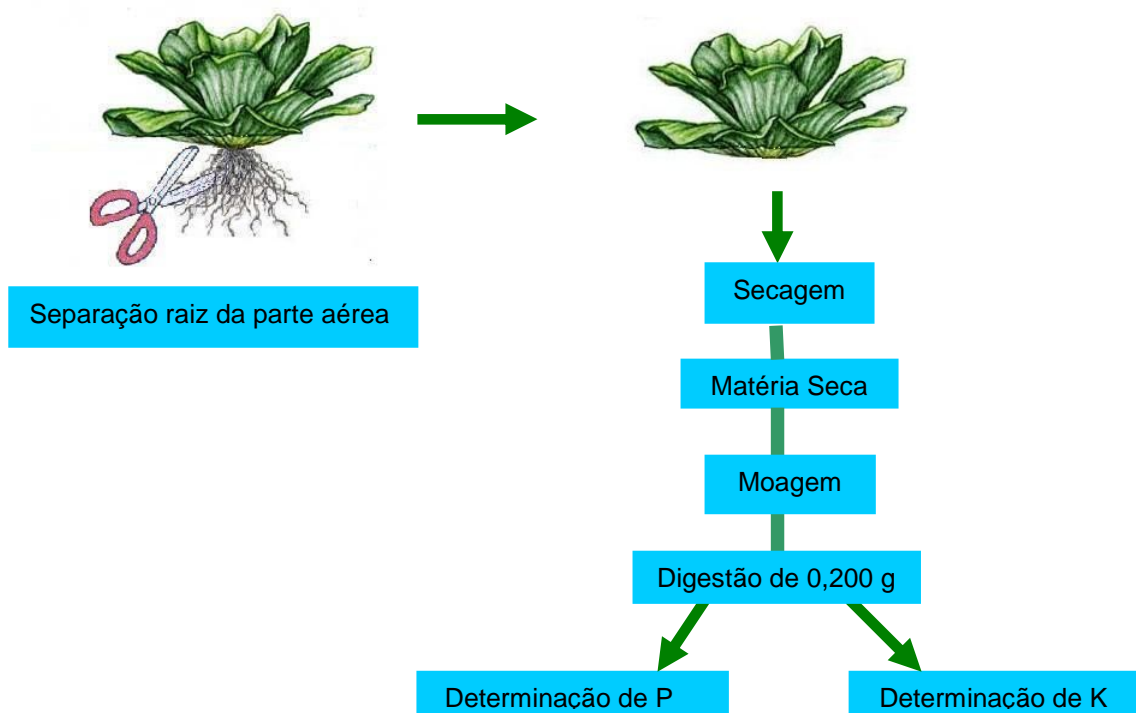 Separação raiz da parte aérea
Secagem
Matéria Seca
Moagem
Digestão de 0,200 g
Determinação de P
Determinação de K